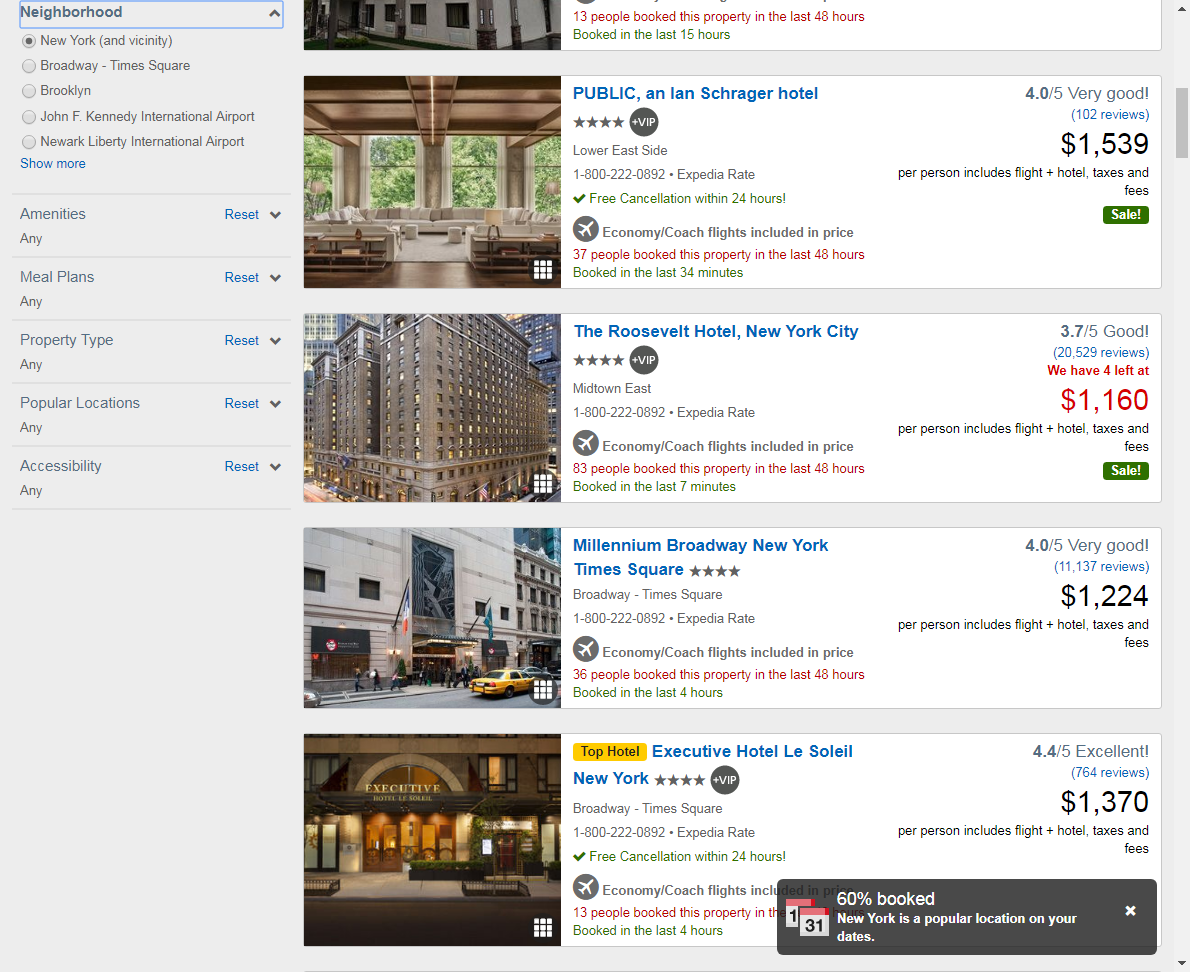 Neighborhood
New York (and vicinity)
Broadway - Times Square
Brooklyn
John F. Kennedy International Airport
Newark Liberty International Airport
Show more
Amenities Reset
Any
Meal Plans Reset
Any
Property Type Reset
Any
Popular Locations Reset
Any
Accessibility Reset
Any
13 people booked this property in the last 48 hours
Booked in the last 15 hours
PUBLIC, an Ian Schrager hotel
+VIP
Lower East Side
1-800-222-0892 • Expedia Rate
Free Cancellation within 24 hours!
Economy/Coach flights included in price
37 people booked this property in the last 48 hours
Booked in the last 34 minutes
4.0/5 Very good!
(102 reviews)
$1,539
per person includes flight + hotel, taxes and
fees
Sale!
The Roosevelt Hotel, New York City
+VIP
Midtown East
1-800-222-0892 • Expedia Rate
Economy/Coach flights included in price
83 people booked this property in the last 48 hours
Booked in the last 7 minutes
3.7/5 Good!
(20,529 reviews)
We have 4 left at
$1,160
per person includes flight + hotel, taxes and
fees
Sale!
Millennium Broadway New York
Times Square
Broadway - Times Square
1-800-222-0892 • Expedia Rate
Economy/Coach flights included in price
36 people booked this property in the last 48 hours
Booked in the last 4 hours
4.0/5 Very good!
(11,137 reviews)
$1,224
per person includes flight + hotel, taxes and
fees
EXECUTIVE
HOTEL LE SOLEIL
Top Hotel Executive Hotel Le Soleil
New York +VIP
Broadway - Times Square
1-800-222-0892 • Expedia Rate
Free Cancellation within 24 hours!
Economy/Coach flights included in price
13 people booked this property in the last 48 hours
Booked in the last 4 hours
4.4/5 Excellent!
(764 reviews)
$1,370
per person includes flight + hotel, taxes and
fees
1
31
60% booked
New York is a popular location on your
dates.